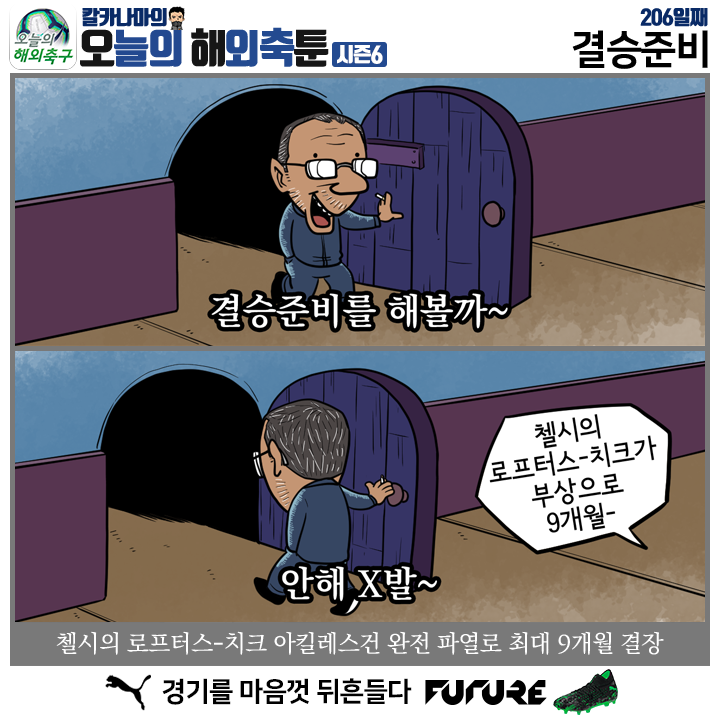 오늘의
해외축구
칼카나마의
오늘의 해외축툰
시즌6
206일째
결승준비
결승준비를 해볼까~
첼시의
로프터스-치크가
부상으로
9개월-
안해 X발~
첼시의 로프터스-치크 아킬레스건 완전 파열로 최대 9개월 결장
경기를 마음껏 뒤흔들다 FUTURE